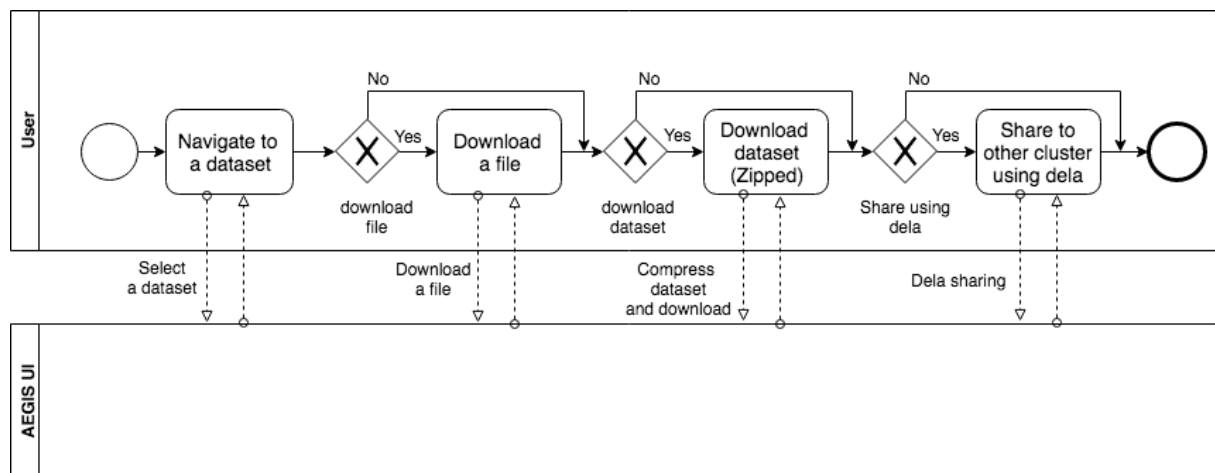 User
No
No
No
Navigate to
a dataset
Yes
Download
a file
Yes
Download
dataset
(Zipped)
Yes
Share to
other cluster
using dela
download
file
download
dataset
Share using
dela
Select
a dataset
Download
a file
Compress
dataset
and download
Dela sharing
AEGIS UI